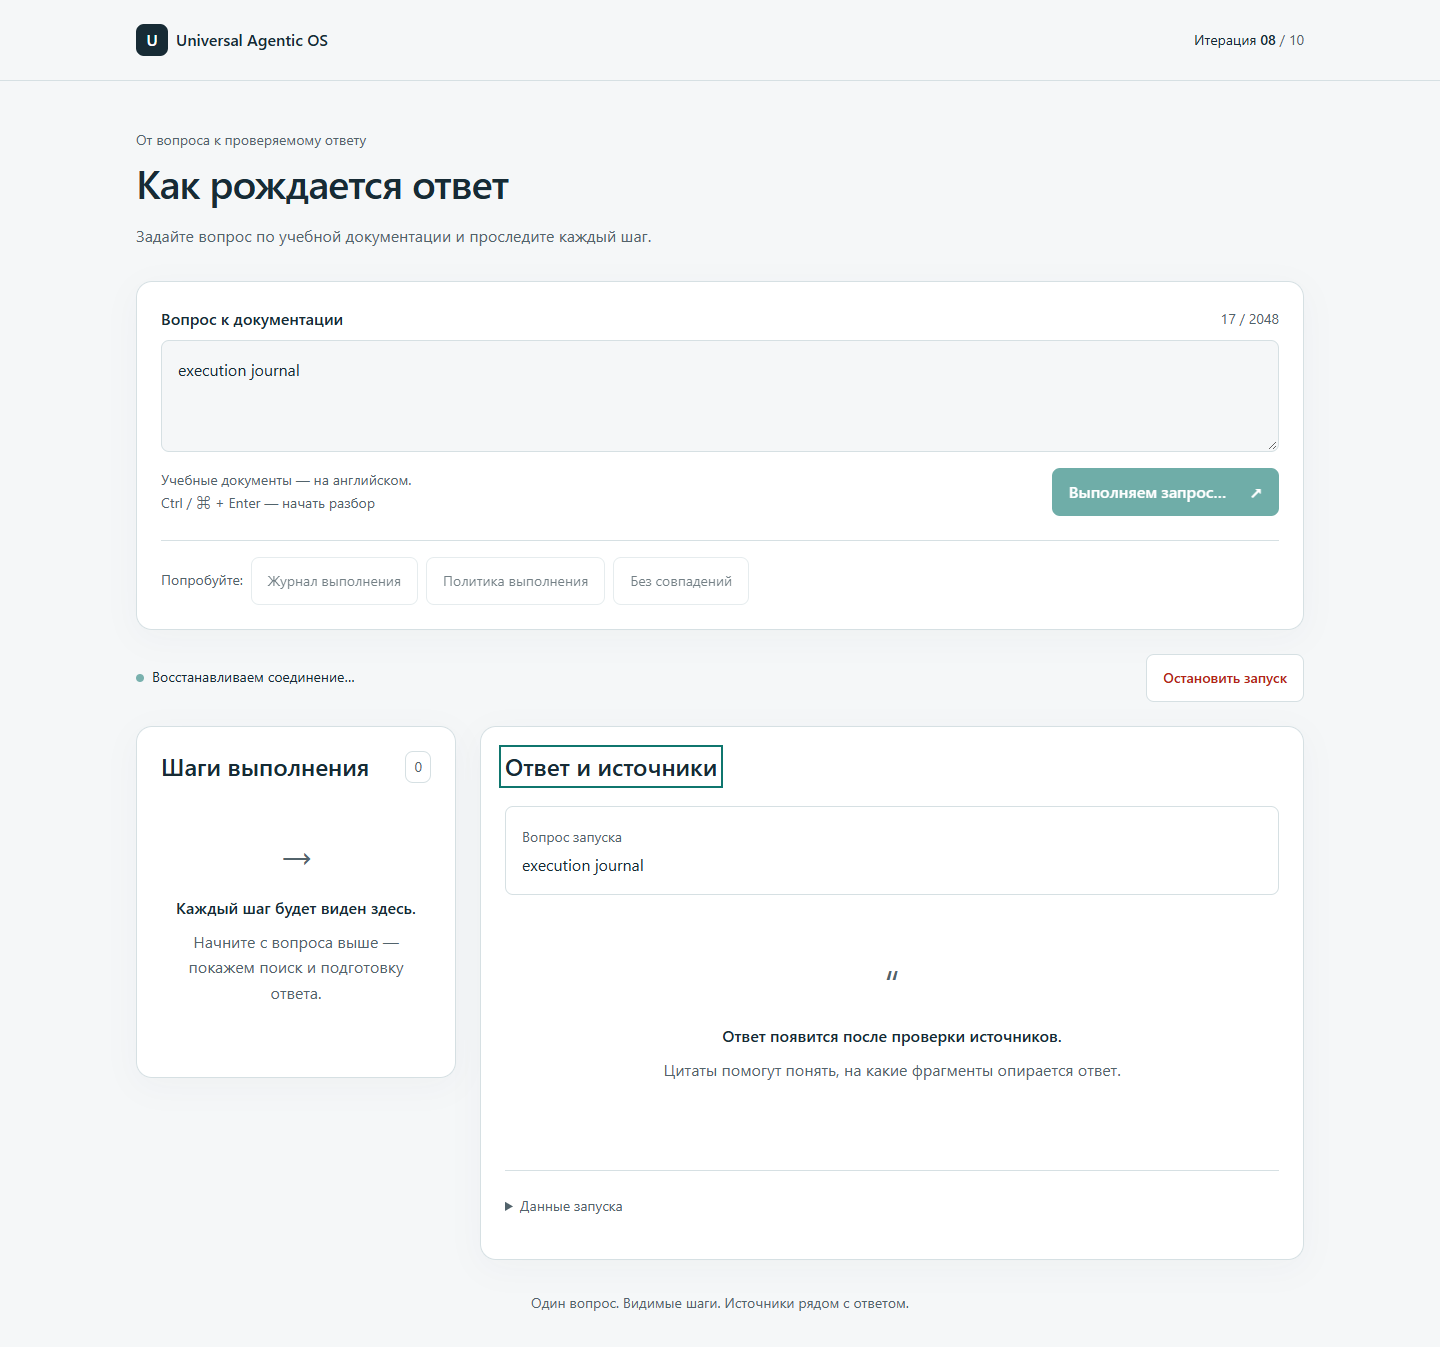 U Universal Agentic OS
Итерация 08 / 10
От вопроса к проверяемому ответу
Как рождается ответ
Задайте вопрос по учебной документации и проследите каждый шаг.
Вопрос к документации
17 / 2048
execution journal
Учебные документы — на английском.
Ctrl / ⌘ + Enter — начать разбор
Выполняем запрос... ↗
Попробуйте: Журнал выполнения Политика выполнения Без совпадений
Восстанавливаем соединение...
Остановить запуск
Шаги выполнения 0
→
Каждый шаг будет виден здесь.
Начните с вопроса выше —
покажем поиск и подготовку
ответа.
Ответ и источники
Вопрос запуска
execution journal
“
Ответ появится после проверки источников.
Цитаты помогут понять, на какие фрагменты опирается ответ.
▶ Данные запуска
Один вопрос. Видимые шаги. Источники рядом с ответом.